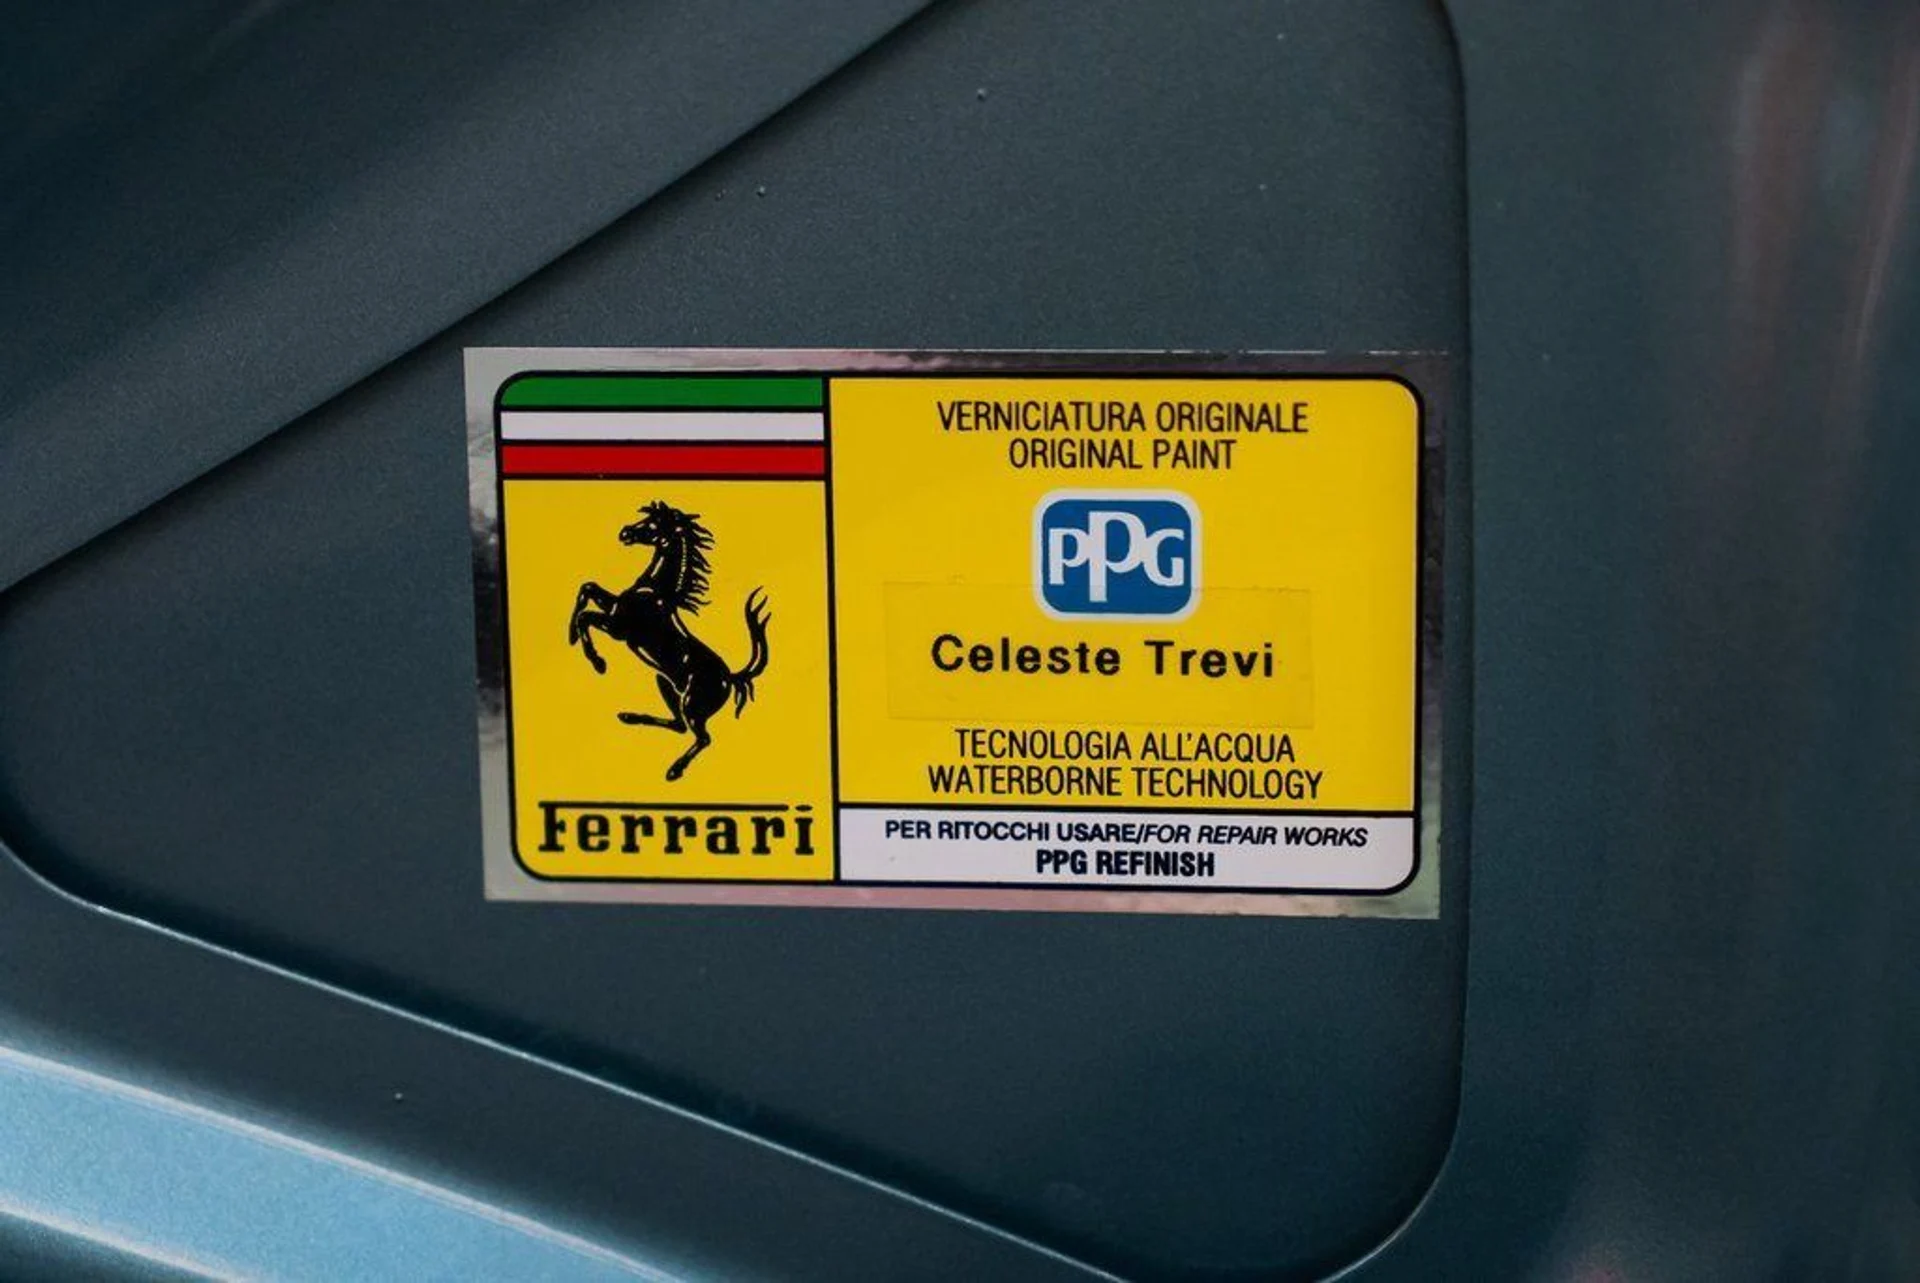 VERNICIATURA ORIGINALE
ORIGINAL PAINT
PPG
Celeste Trevi
TECNOLOGIA ALL'ACQUA
WATERBORNE TECHNOLOGY
Ferrari
PER RITOCCHI USARE/FOR REPAIR WORKS
PPG REFINISH